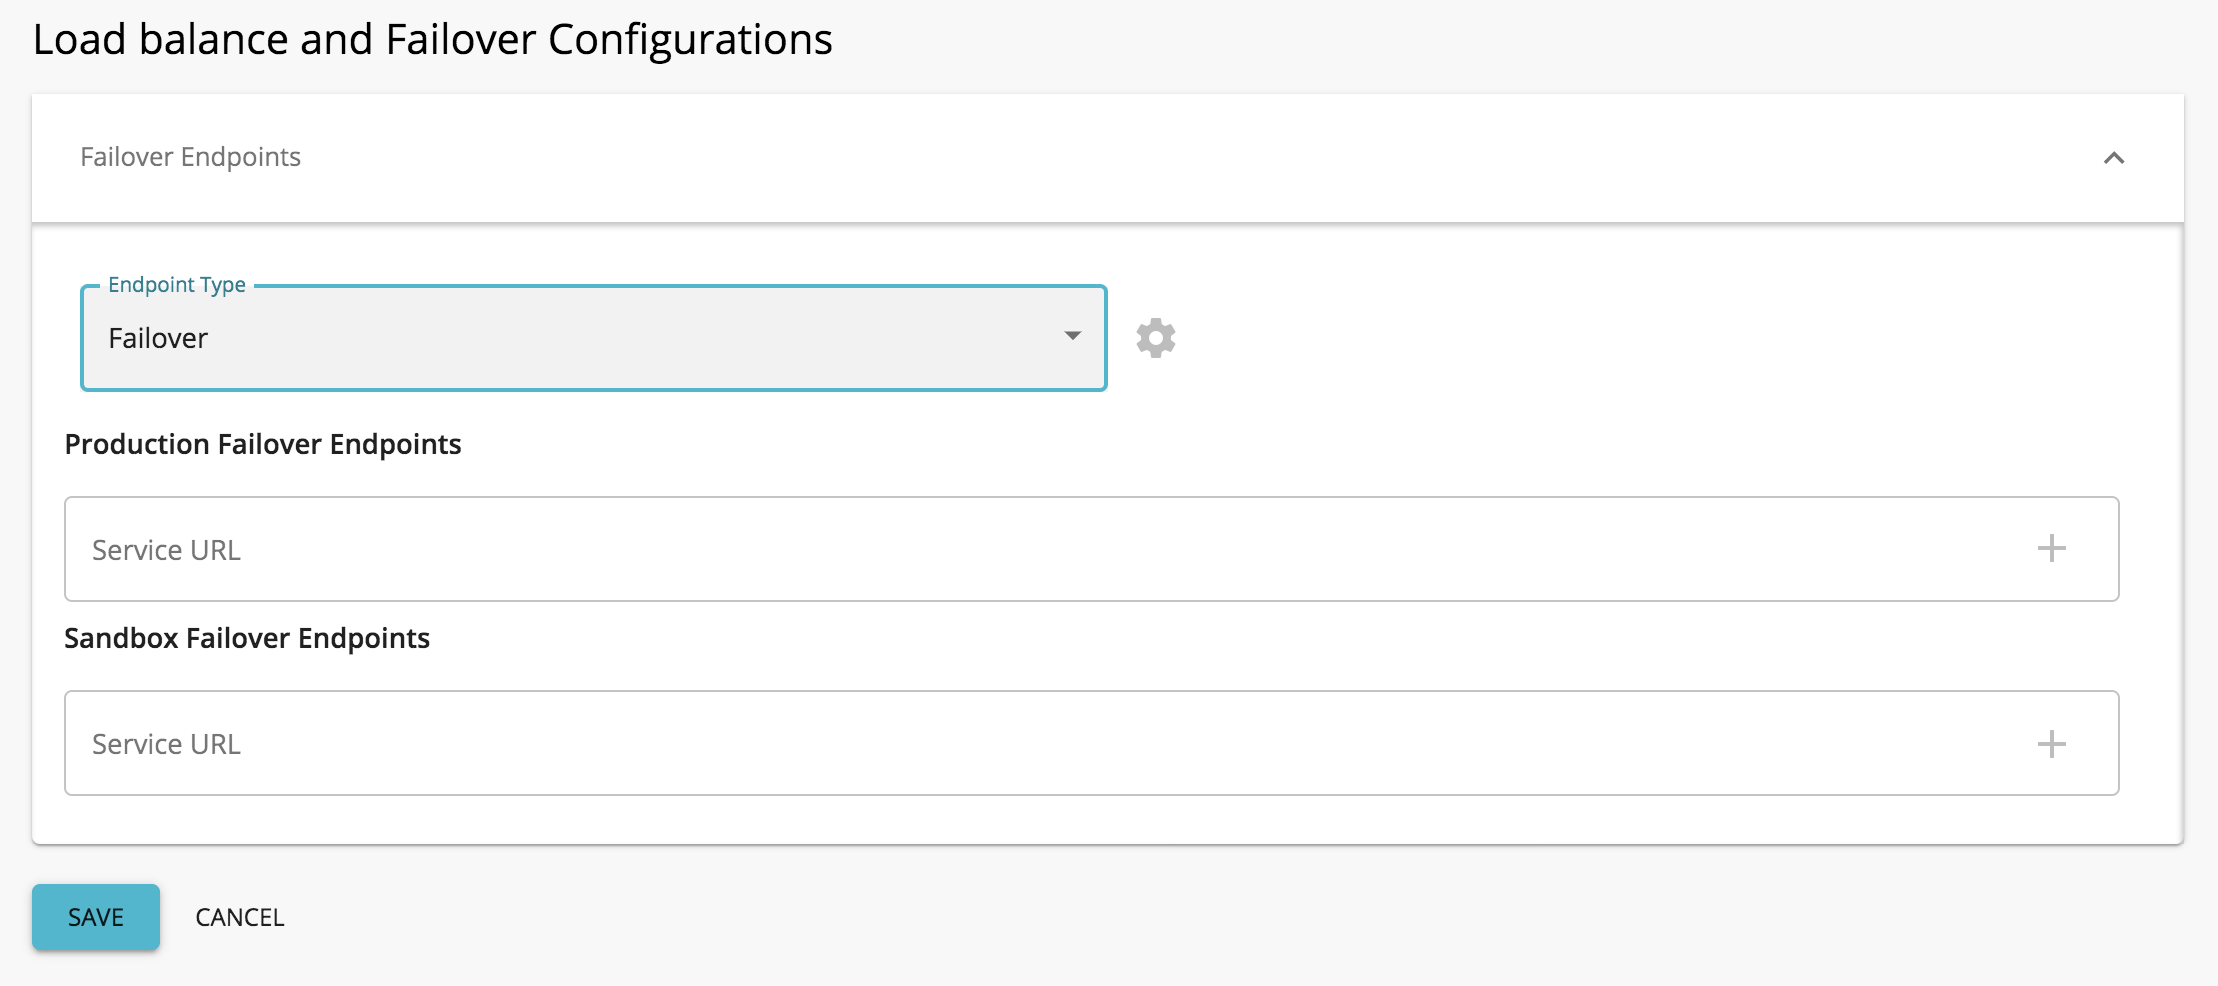 Load balance and Failover Configurations
Failover Endpoints
Endpoint Type
Failover
Production Failover Endpoints
Service URL
Sandbox Failover Endpoints
Service URL
SAVE CANCEL